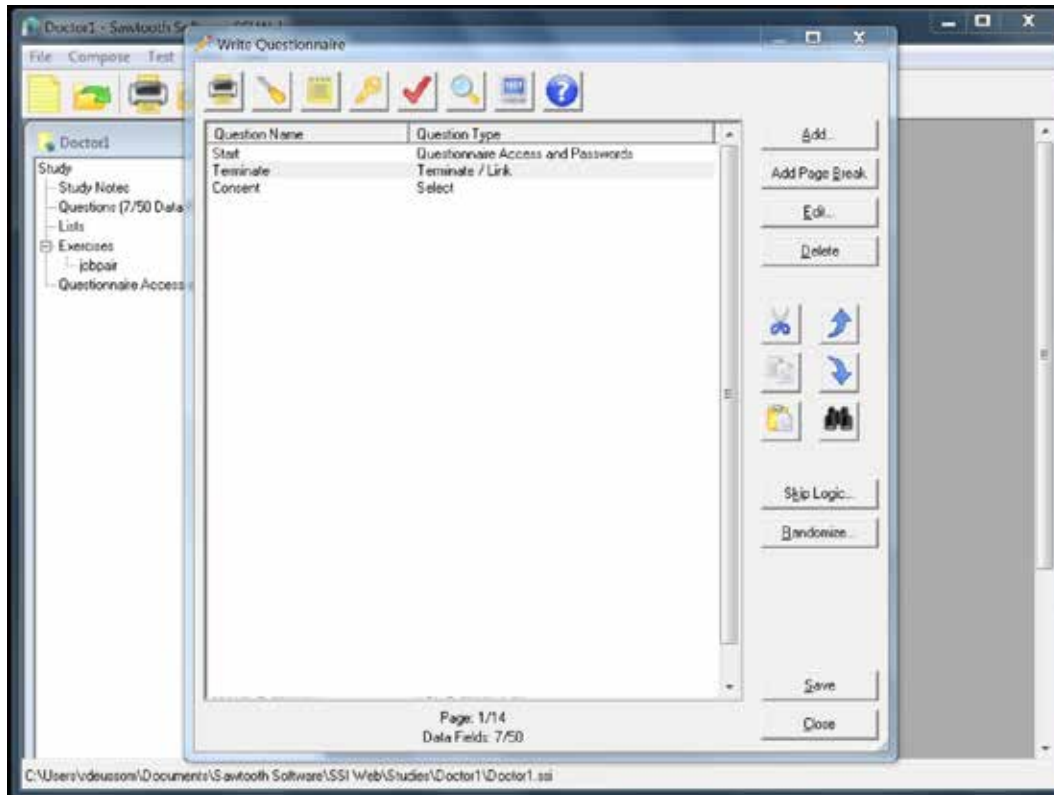 Doctor1 - Sawtooth Software SSI Web
File Compose Test
Write Questionnaire
Doctor1
Study
Study Notes
Questions (7/50 Data
Lists
Exercises
jobpair
Questionnaire Access
Question Name Question Type
Start Questionnaire Access and Passwords
Terminate Terminate / Link
Consent Select
Add...
Add Page Break
Edit...
Delete
Skip Logic...
Randomize...
Save
Close
Page: 1/14
Data Fields: 7/50
C:\Users\vdeussom\Documents\Sawtooth Software\SSI Web\Studies\Doctor1\Doctor1.ssi